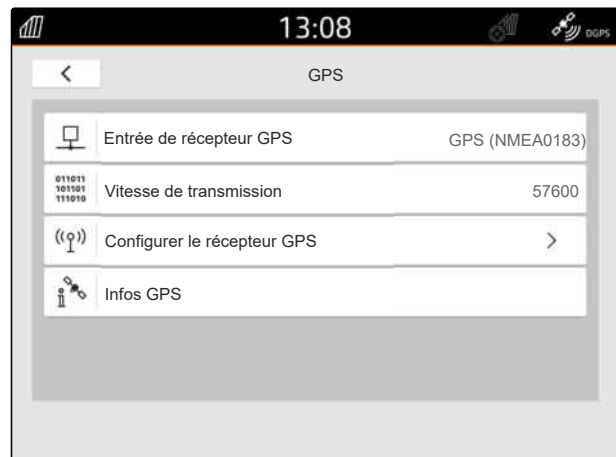 13:08
DGPS
GPS
Entrée de récepteur GPS GPS (NMEA0183)
011011
101101
111010
Vitesse de transmission 57600
Configurer le récepteur GPS
Infos GPS